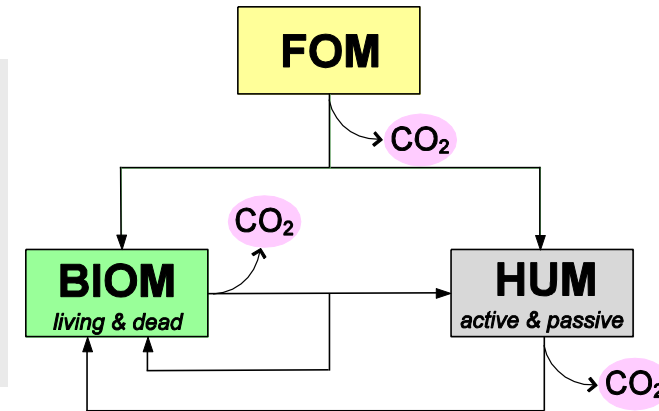 FOM
CO₂
CO₂
BIOM
living & dead
HUM
active & passive
CO₂